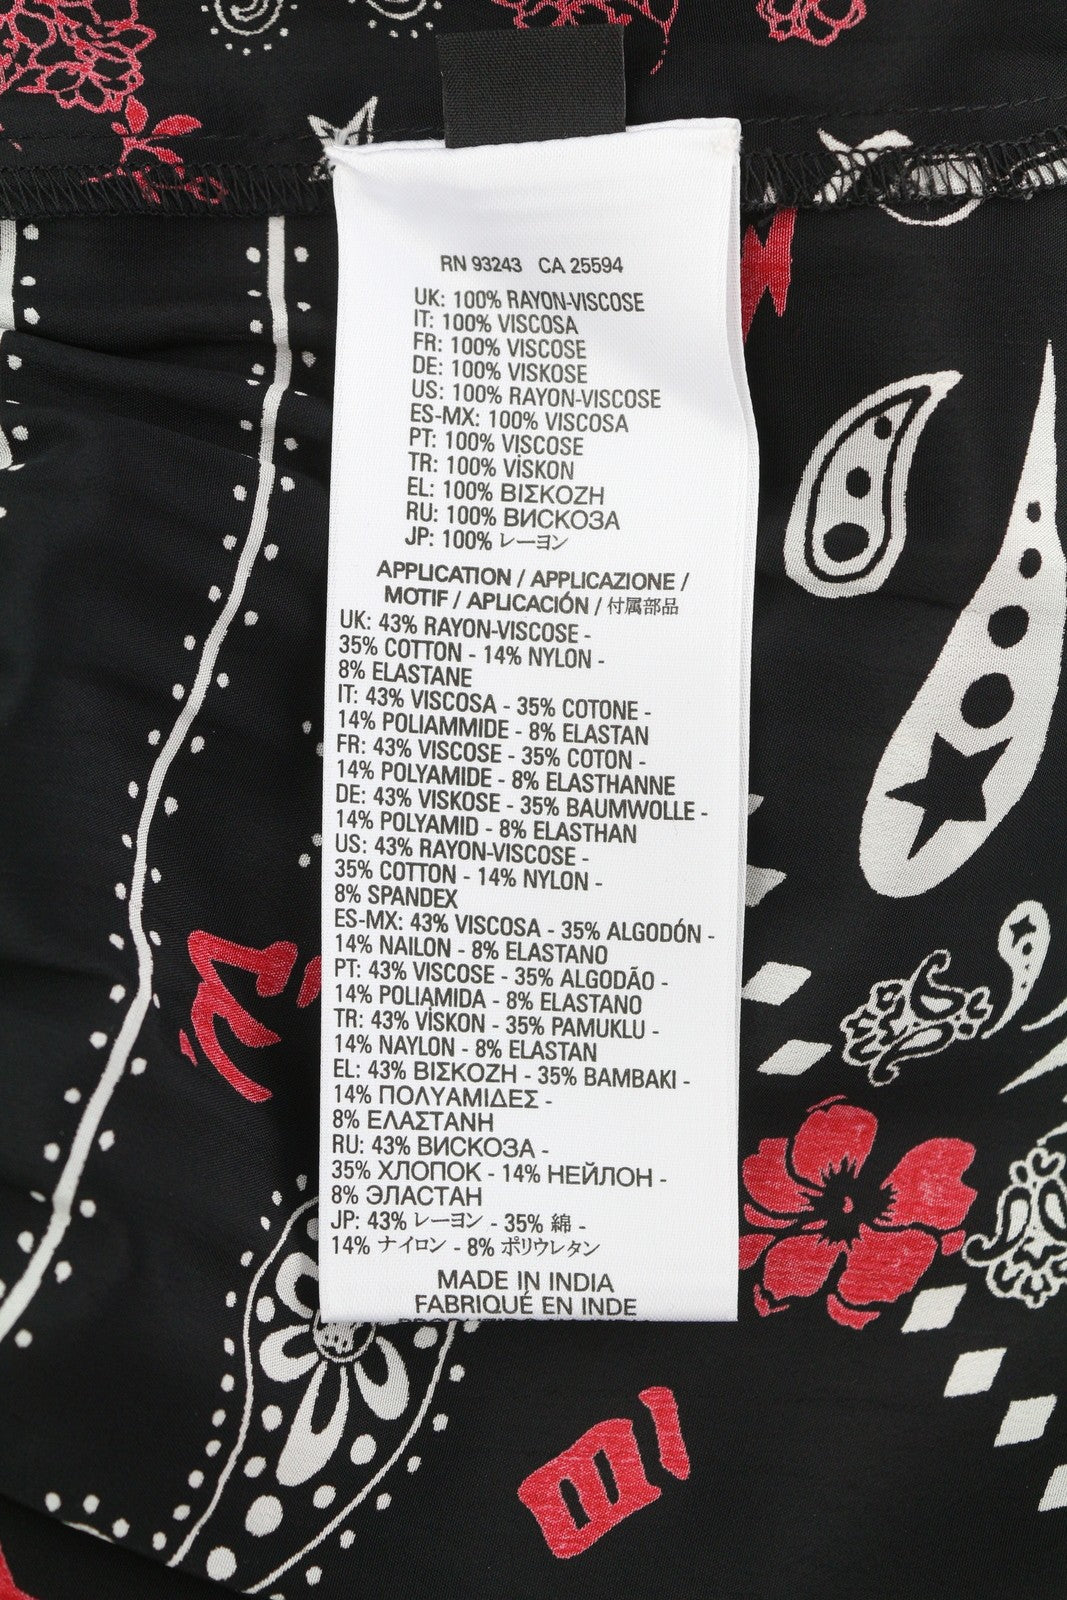 RN 93243 CA 25594
UK: 100% RAYON-VISCOSE
IT: 100% VISCOSA
FR: 100% VISCOSE
DE: 100% VISKOSE
US: 100% RAYON-VISCOSE
ES-MX: 100% VISCOSA
PT: 100% VISCOSE
TR: 100% VİSKON
EL: 100% ΒΙΣΚΟΖΗ
RU: 100% ВИСКОЗА
JP: 100% レーヨン
APPLICATION / APPLICAZIONE /
MOTIF / APLICACIÓN / 付属部品
UK: 43% RAYON-VISCOSE -
35% COTTON - 14% NYLON -
8% ELASTANE
IT: 43% VISCOSA - 35% COTONE -
14% POLIAMMIDE - 8% ELASTAN
FR: 43% VISCOSE - 35% COTON -
14% POLYAMIDE - 8% ELASTHANNE
DE: 43% VISKOSE - 35% BAUMWOLLE -
14% POLYAMID - 8% ELASTHAN
US: 43% RAYON-VISCOSE -
35% COTTON - 14% NYLON -
8% SPANDEX
ES-MX: 43% VISCOSA - 35% ALGODÓN -
14% NAILON - 8% ELASTANO
PT: 43% VISCOSE - 35% ALGODÃO -
14% POLIAMIDA - 8% ELASTANO
TR: 43% VİSKON - 35% PAMUKLU -
14% NAYLON - 8% ELASTAN
EL: 43% ΒΙΣΚΟΖΗ - 35% ΒΑΜΒΑΚΙ -
14% ΠΟΛΥΑΜΙΔΕΣ -
8% ΕΛΑΣΤΑΝΗ
RU: 43% ВИСКОЗА -
35% ХЛОПОК - 14% НЕЙЛОН -
8% ЭЛАСТАН
JP: 43% レーヨン - 35% 綿 -
14% ナイロン - 8% ポリウレタン
MADE IN INDIA
FABRIQUÉ EN INDE